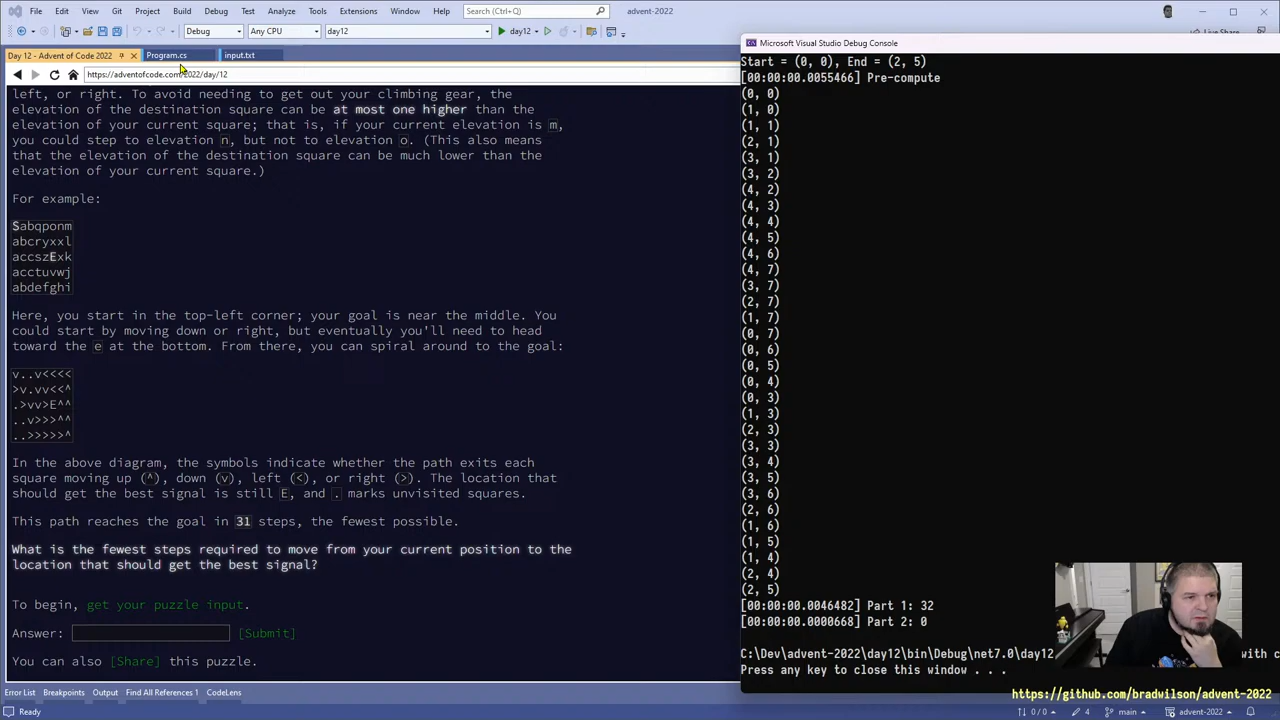 File Edit View Git Project Build Debug Test Analyze Tools Extensions Window Help Search (Ctrl+Q) advent-2022
Debug Any CPU day12 day12 Live Share
Day 12 - Advent of Code 2022 Program.cs input.txt
https://adventofcode.com/2022/day/12
left, or right. To avoid needing to get out your climbing gear, the
elevation of the destination square can be at most one higher than the
elevation of your current square; that is, if your current elevation is m,
you could step to elevation n, but not to elevation o. (This also means
that the elevation of the destination square can be much lower than the
elevation of your current square.)
For example:
Sabqponm
abcryxxl
accszExk
acctuvwj
abdefghi
Here, you start in the top-left corner; your goal is near the middle. You
could start by moving down or right, but eventually you'll need to head
toward the e at the bottom. From there, you can spiral around to the goal:
v..v<<<<
>v.vv<<^
.>vv>E^^
..v>>>^^
..>>>>>^
In the above diagram, the symbols indicate whether the path exits each
square moving up (^), down (v), left (<), or right (>). The location that
should get the best signal is still E, and . marks unvisited squares.
This path reaches the goal in 31 steps, the fewest possible.
What is the fewest steps required to move from your current position to the
location that should get the best signal?
To begin, get your puzzle input.
Answer: [Submit]
You can also [Share] this puzzle.
Microsoft Visual Studio Debug Console
Start = (0, 0), End = (2, 5)
[00:00:00.0055466] Pre-compute
(0, 0)
(1, 0)
(1, 1)
(2, 1)
(3, 1)
(3, 2)
(4, 2)
(4, 3)
(4, 4)
(4, 5)
(4, 6)
(4, 7)
(3, 7)
(2, 7)
(1, 7)
(0, 7)
(0, 6)
(0, 5)
(0, 4)
(0, 3)
(1, 3)
(2, 3)
(3, 3)
(3, 4)
(3, 5)
(3, 6)
(2, 6)
(1, 6)
(1, 5)
(1, 4)
(2, 4)
(2, 5)
[00:00:00.0046482] Part 1: 32
[00:00:00.0000668] Part 2: 0
C:\Dev\advent-2022\day12\bin\Debug\net7.0\day12 with c
Press any key to close this window . . .
https://github.com/bradwilson/advent-2022
Error List Breakpoints Output Find All References 1 CodeLens
Ready 0 / 0 4 main advent-2022